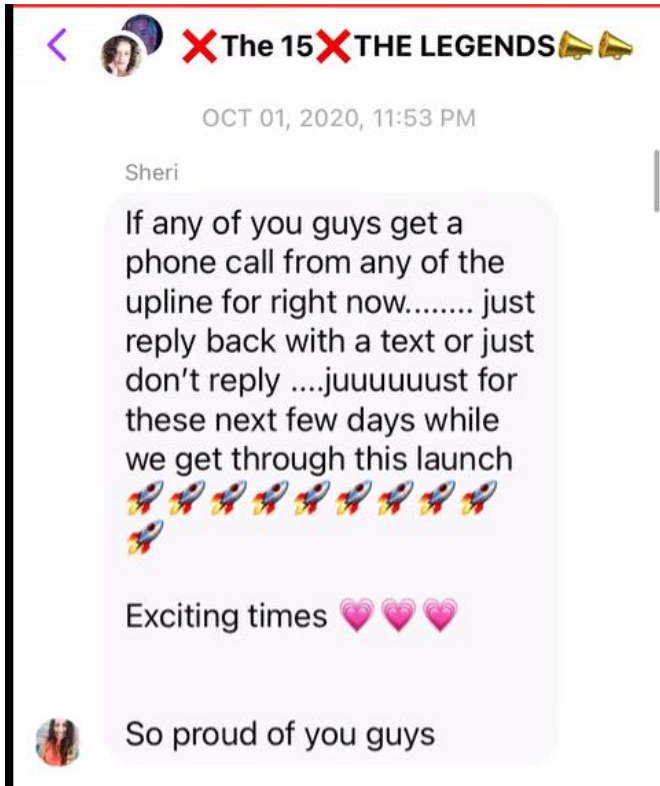 ❌The 15❌THE LEGENDS📣📣
OCT 01, 2020, 11:53 PM
Sheri
If any of you guys get a
phone call from any of the
upline for right now........ just
reply back with a text or just
don't reply ....juuuuuust for
these next few days while
we get through this launch
🚀🚀🚀🚀🚀🚀🚀🚀🚀
🚀
Exciting times 💗💗💗
So proud of you guys